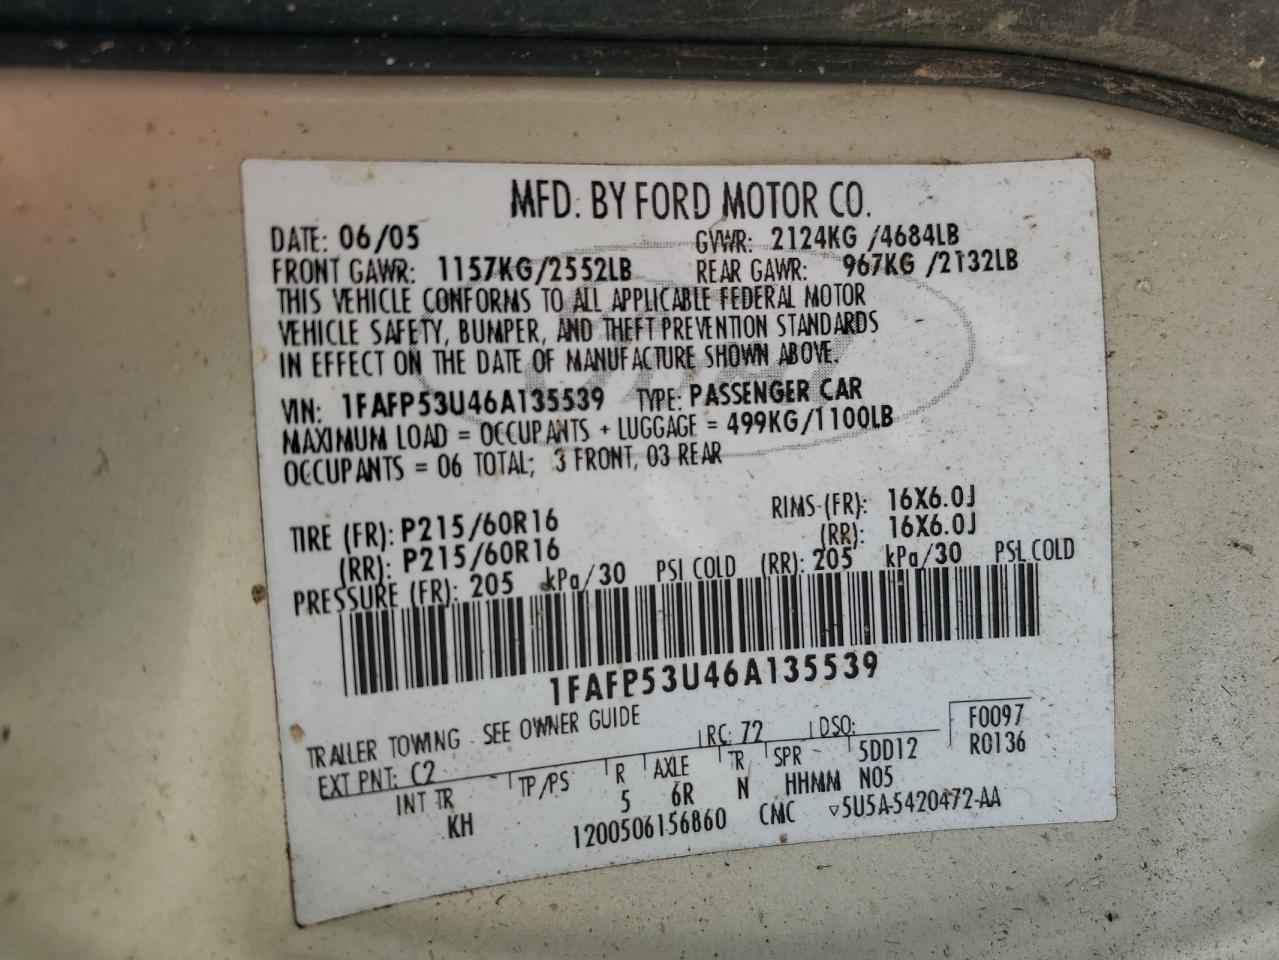 MFD. BY FORD MOTOR CO.
DATE: 06/05 GVWR: 2124KG /4684LB
FRONT GAWR: 1157KG/2552LB REAR GAWR: 967KG /2132LB
THIS VEHICLE CONFORMS TO ALL APPLICABLE FEDERAL MOTOR
VEHICLE SAFETY, BUMPER, AND THEFT PREVENTION STANDARDS
IN EFFECT ON THE DATE OF MANUFACTURE SHOWN ABOVE.
VIN: 1FAFP53U46A135539 TYPE: PASSENGER CAR
MAXIMUM LOAD = OCCUPANTS + LUGGAGE = 499KG/1100LB
OCCUPANTS = 06 TOTAL; 3 FRONT, 03 REAR
TIRE (FR): P215/60R16 RIMS (FR): 16X6.0J
(RR): P215/60R16 (RR): 16X6.0J
PRESSURE (FR): 205 kPa/30 PSI COLD (RR): 205 kPa/30 PSI COLD
1FAFP53U46A135539
TRAILER TOWING - SEE OWNER GUIDE
EXT PNT: C2 RC: 72 DSO: F0097
INT TR TP/PS R AXLE TR SPR 5DD12 R0136
KH 5 6R N HHMM N05
1200506156860 CMC ▽5U5A-5420472-AA